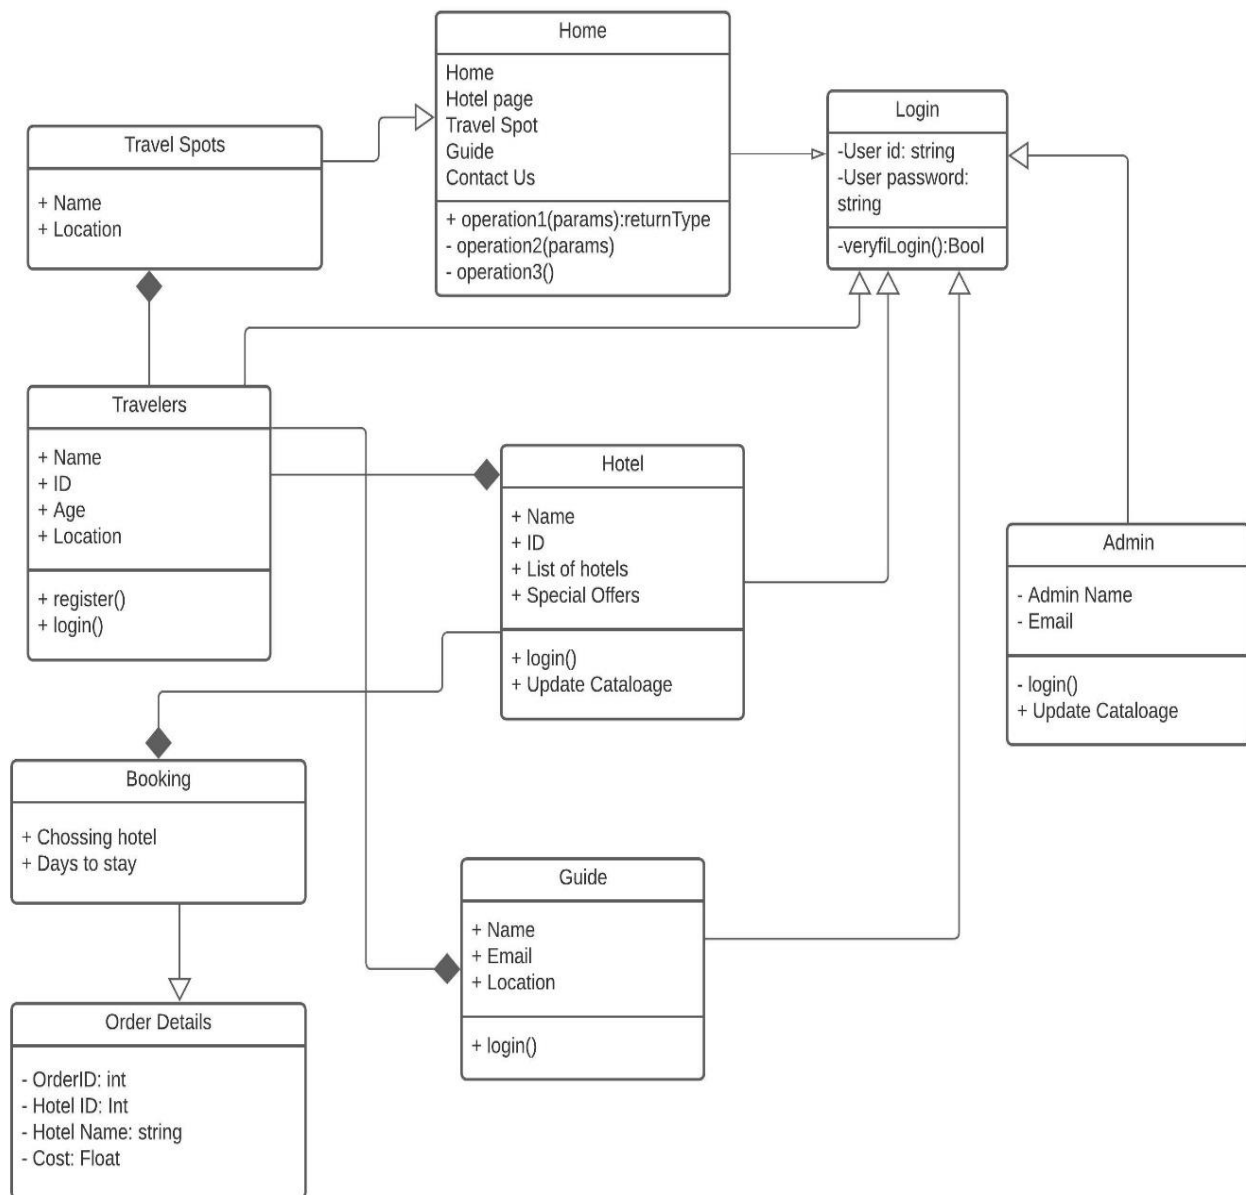 Home
Home
Hotel page
Travel Spot
Guide
Contact Us
+ operation1(params):returnType
- operation2(params)
- operation3()
Login
-User id: string
-User password:
string
-veryfiLogin():Bool
Travel Spots
+ Name
+ Location
Travelers
+ Name
+ ID
+ Age
+ Location
+ register()
+ login()
Hotel
+ Name
+ ID
+ List of hotels
+ Special Offers
+ login()
+ Update Cataloage
Admin
- Admin Name
- Email
- login()
+ Update Cataloage
Booking
+ Chossing hotel
+ Days to stay
Guide
+ Name
+ Email
+ Location
+ login()
Order Details
- OrderID: int
- Hotel ID: Int
- Hotel Name: string
- Cost: Float